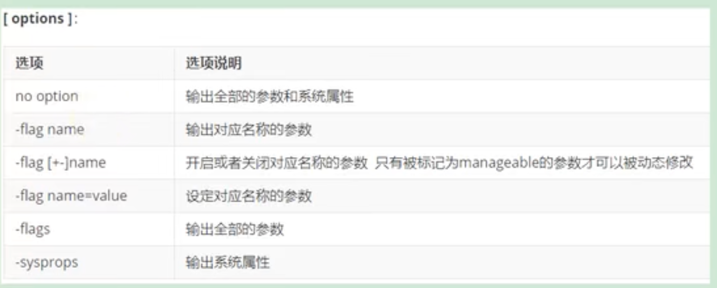 [ options ]:
选项 选项说明
no option 输出全部的参数和系统属性
-flag name 输出对应名称的参数
-flag [+-]name 开启或者关闭对应名称的参数 只有被标记为manageable的参数才可以被动态修改
-flag name=value 设定对应名称的参数
-flags 输出全部的参数
-sysprops 输出系统属性